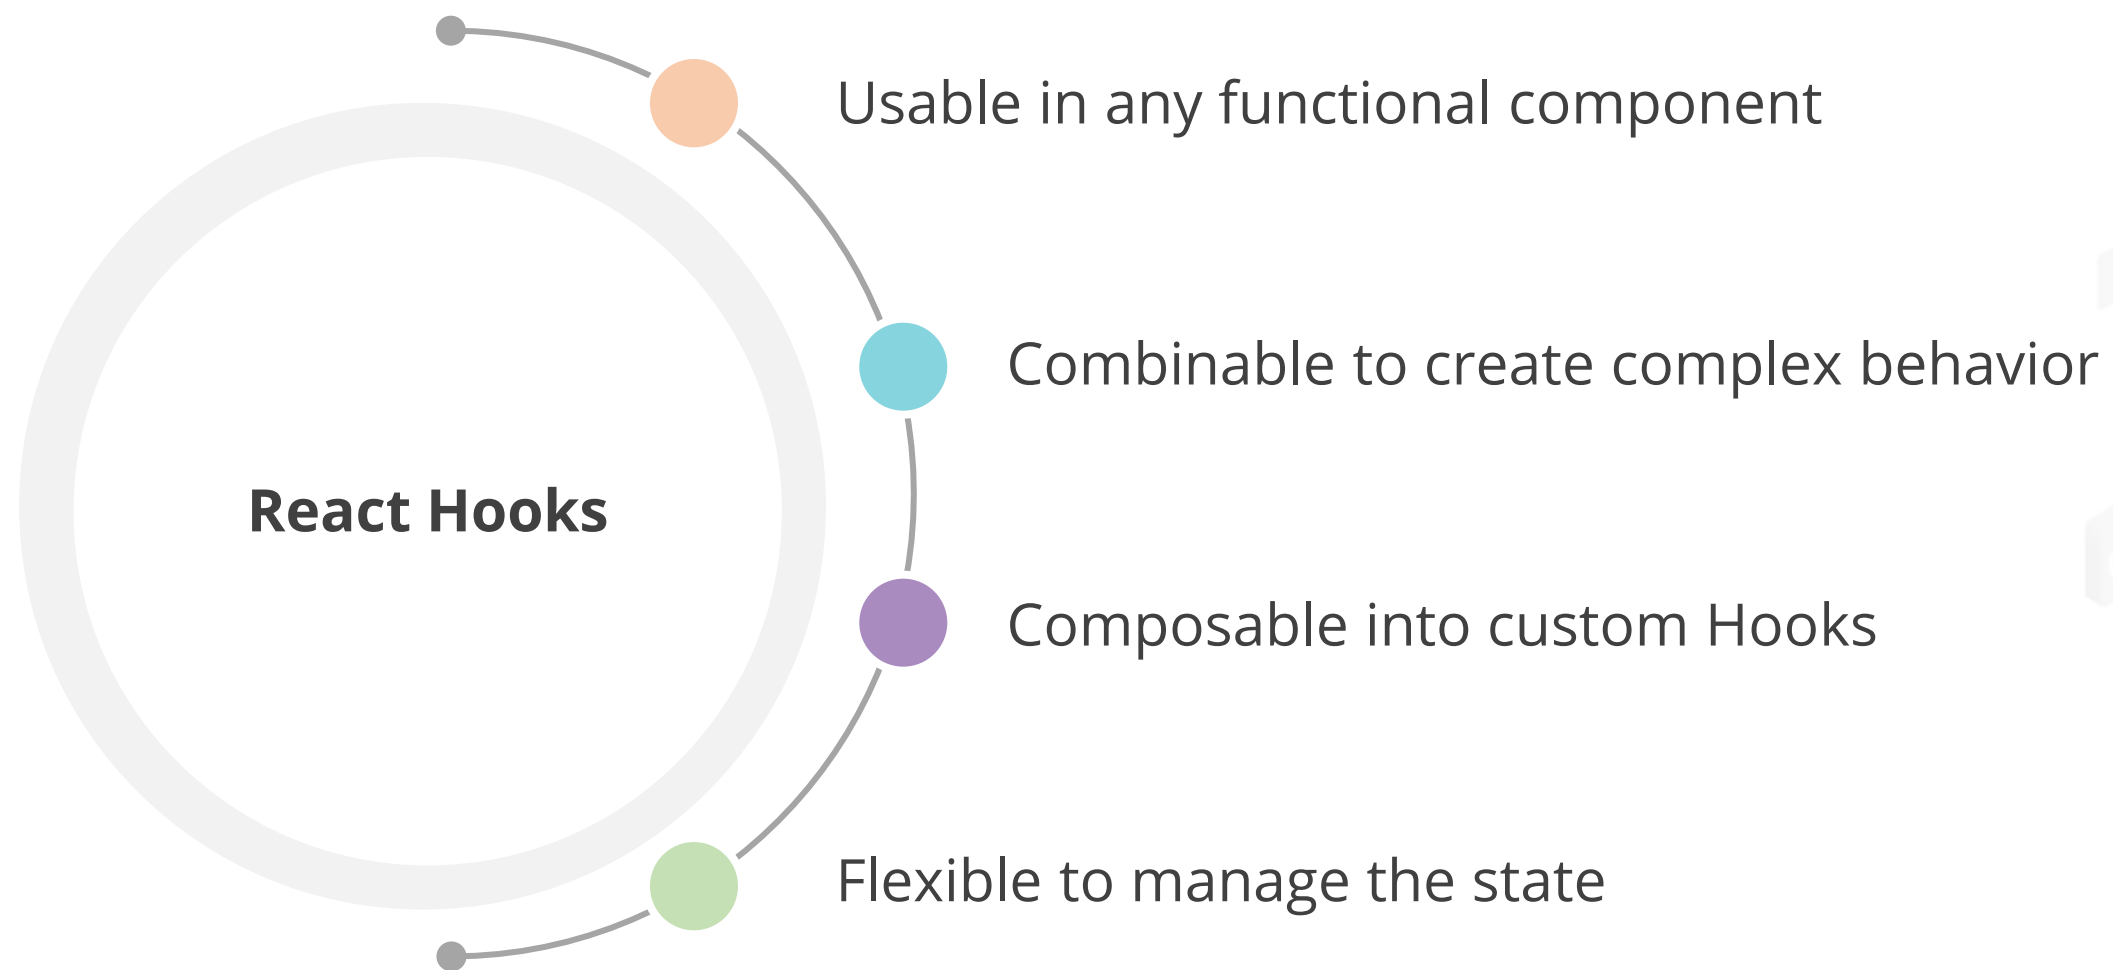 Usable in any functional component
Combinable to create complex behavior
React Hooks
Composable into custom Hooks
Flexible to manage the state